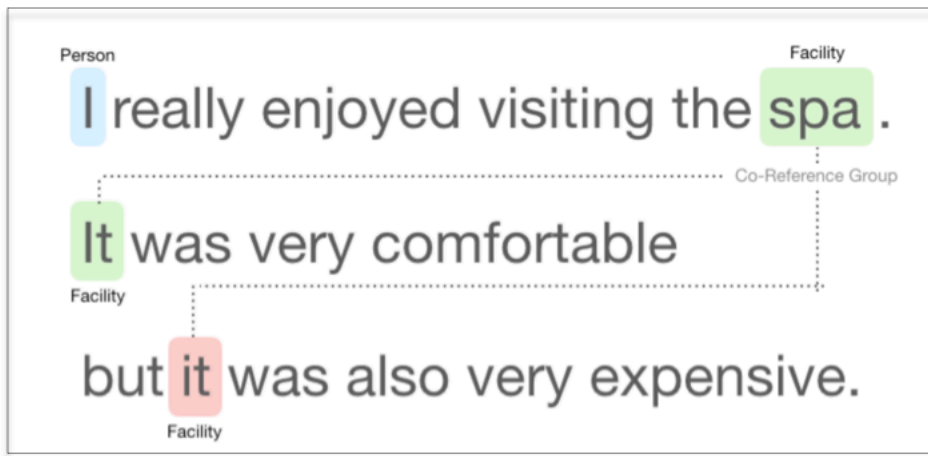 Person
Facility
I really enjoyed visiting the spa .
Co-Reference Group
It was very comfortable
Facility
but it was also very expensive.
Facility